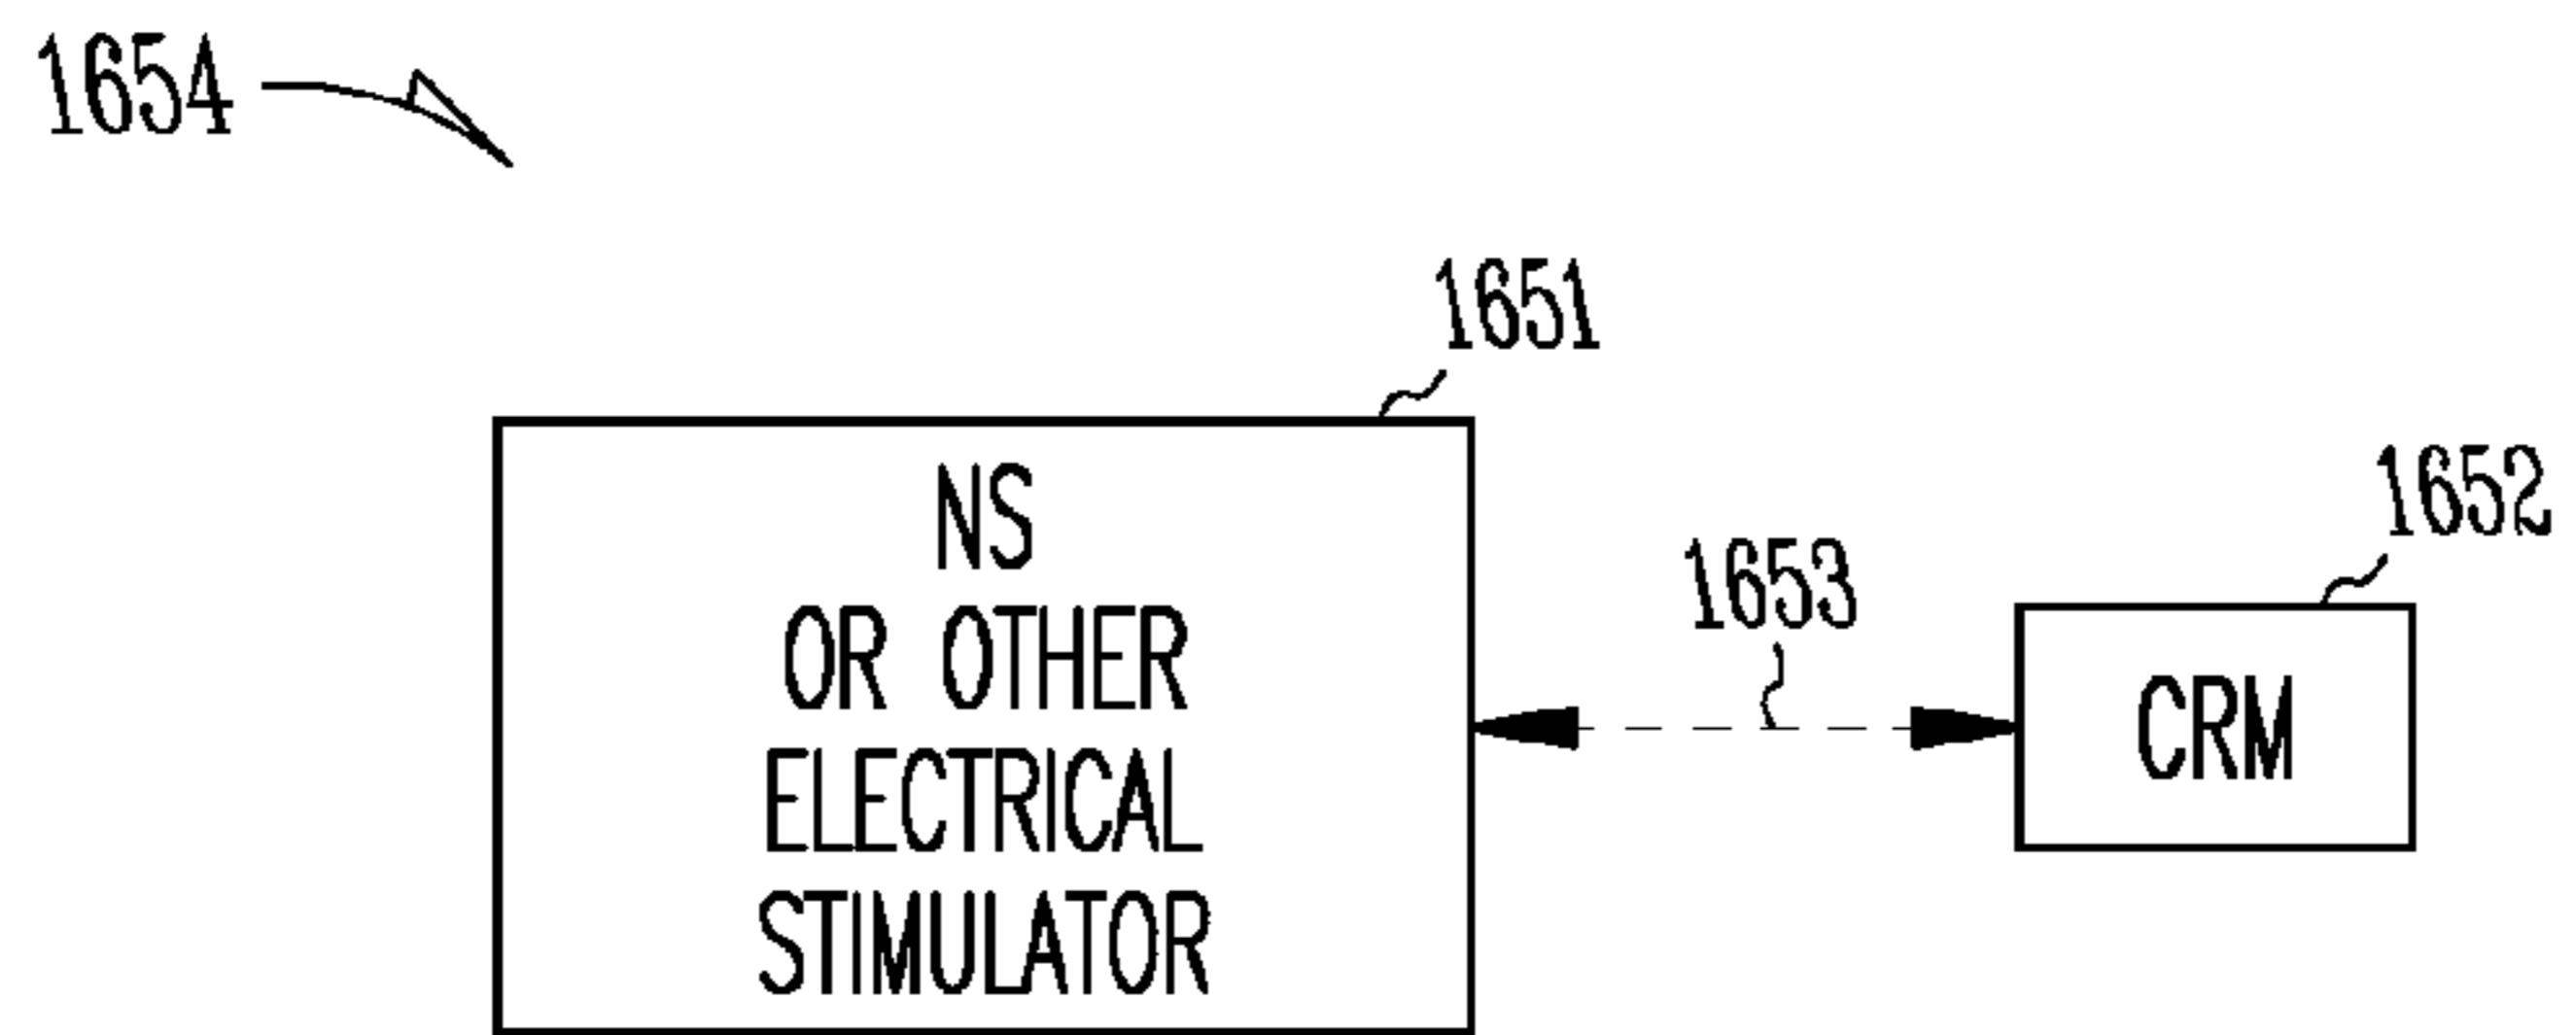 1654
1651
NS
OR OTHER
ELECTRICAL
STIMULATOR
1653
1652
CRM